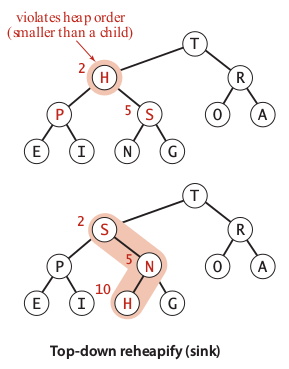 violates heap order
(smaller than a child)
T
2 H R
P 5 S O A
E I N G
T
2 S R
P 5 N O A
E I 10 H G
Top-down reheapify (sink)